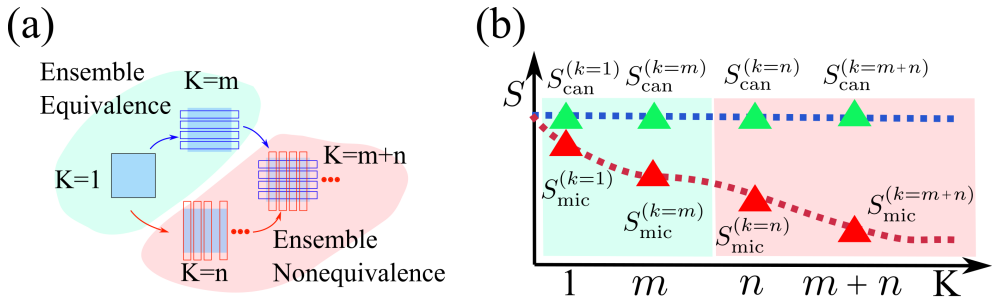 (a)
Ensemble
Equivalence
K=m
K=1
K=m+n
K=n
Ensemble
Nonequivalence
(b)
S
S_can^(k=1) S_can^(k=m) S_can^(k=n) S_can^(k=m+n)
S_mic^(k=1) S_mic^(k=m) S_mic^(k=n) S_mic^(k=m+n)
1 m n m + n K